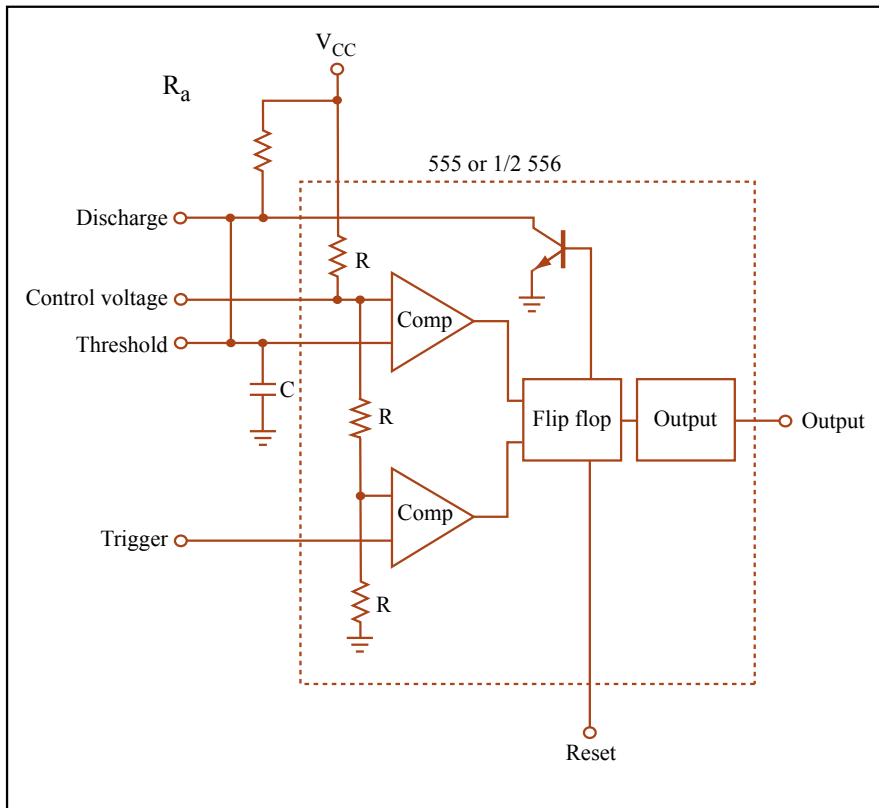 V_CC
R_a
555 or 1/2 556
Discharge
R
Control voltage
Comp
Threshold
C
R
Flip flop
Output
Output
Comp
Trigger
R
Reset